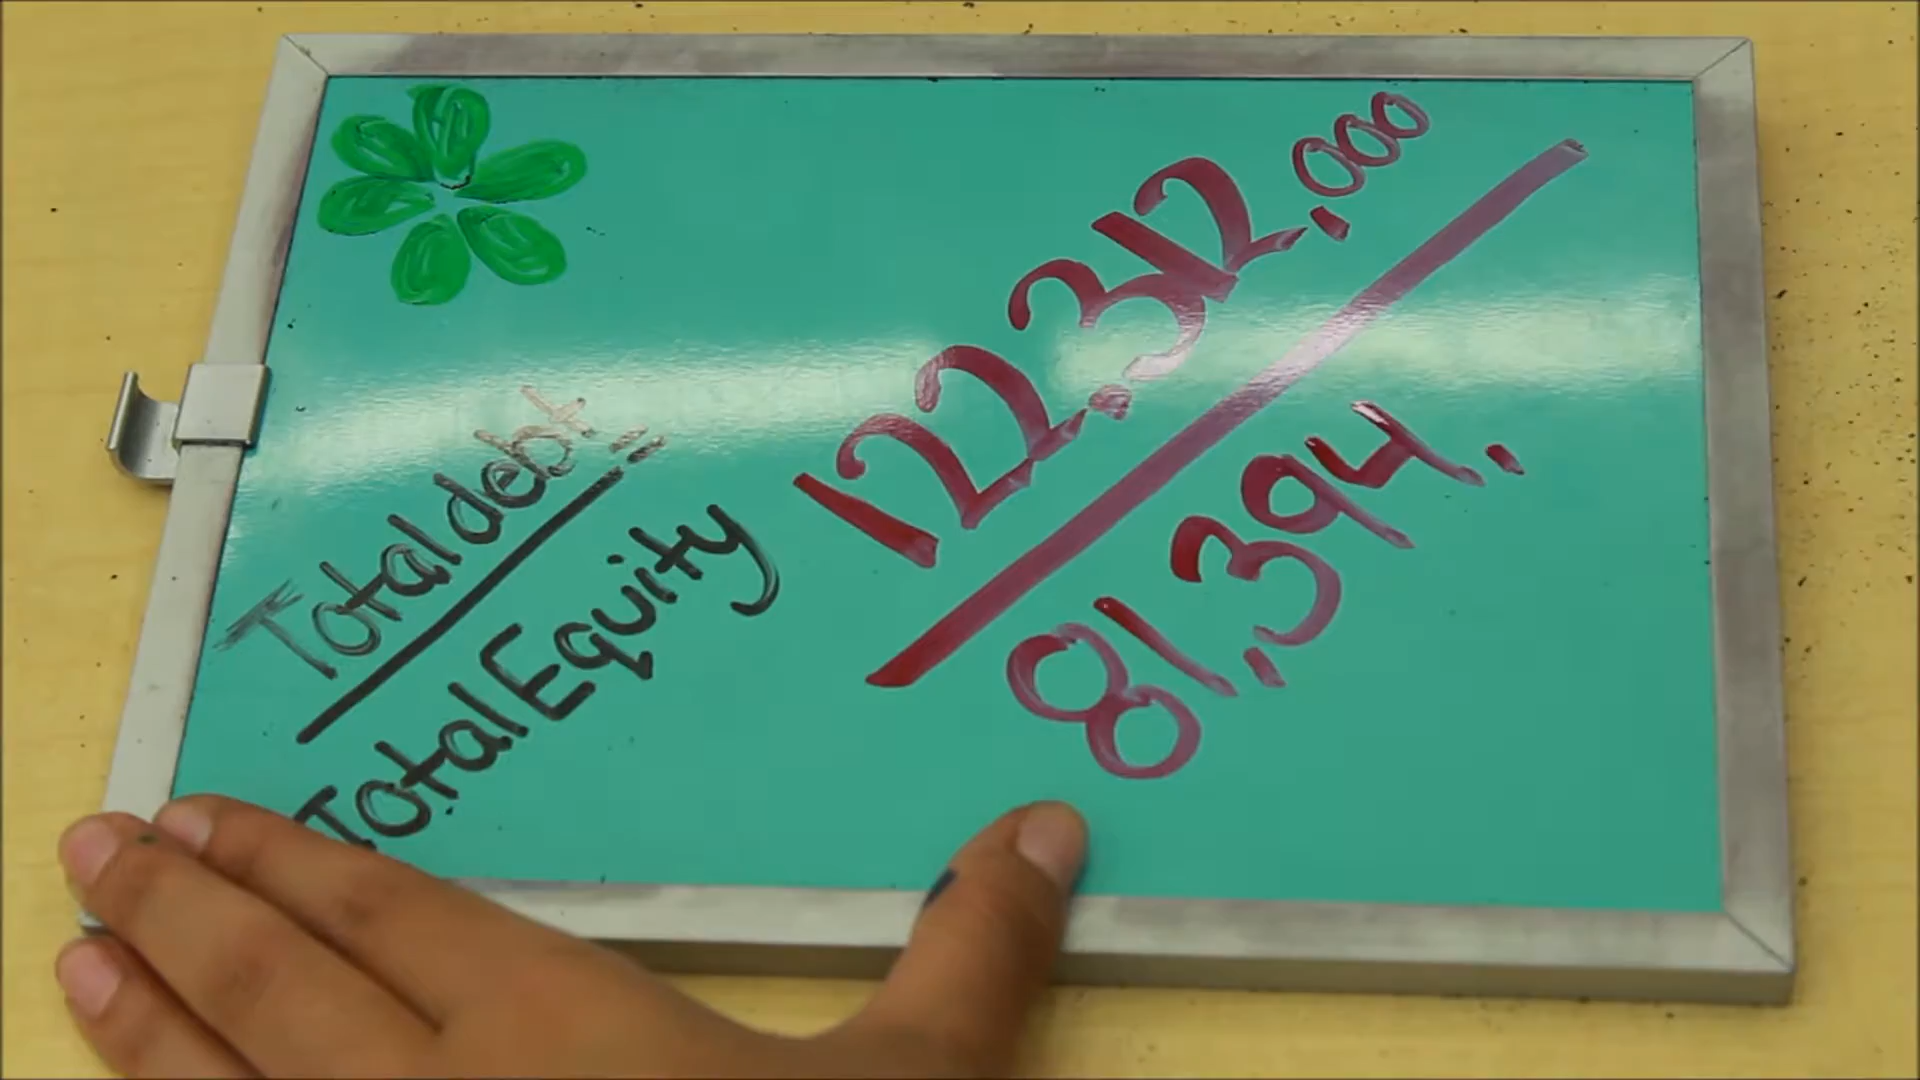 Total debt =
Total Equity
122,312,000
81,394,